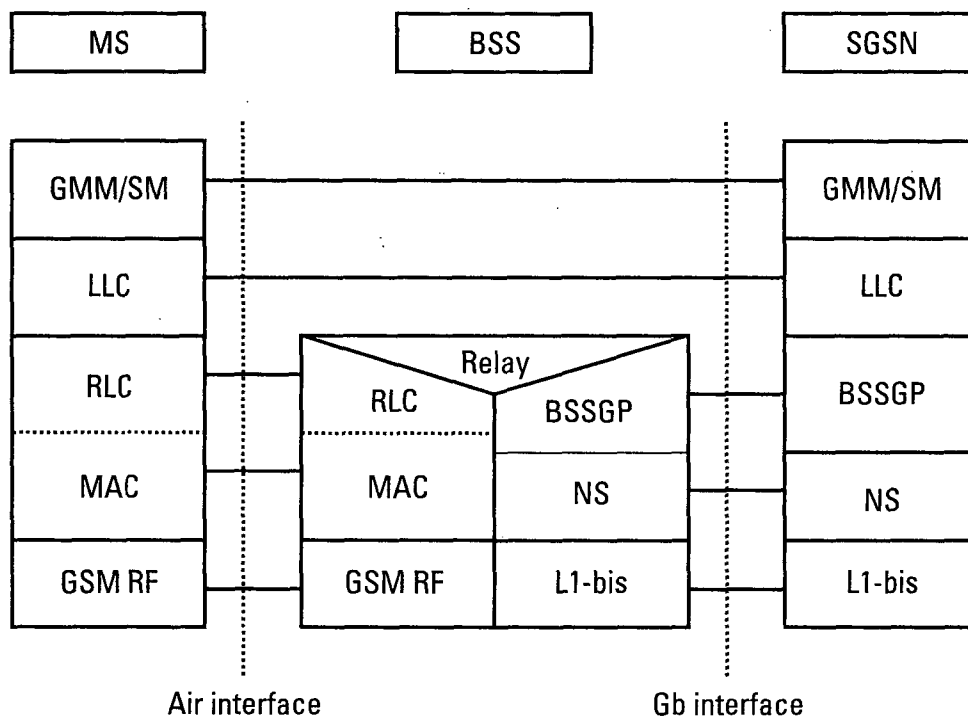 MS
BSS
SGSN
GMM/SM
GMM/SM
LLC
LLC
Relay
RLC
RLC
BSSGP
BSSGP
MAC
MAC
NS
NS
GSM RF
GSM RF
L1-bis
L1-bis
Air interface
Gb interface